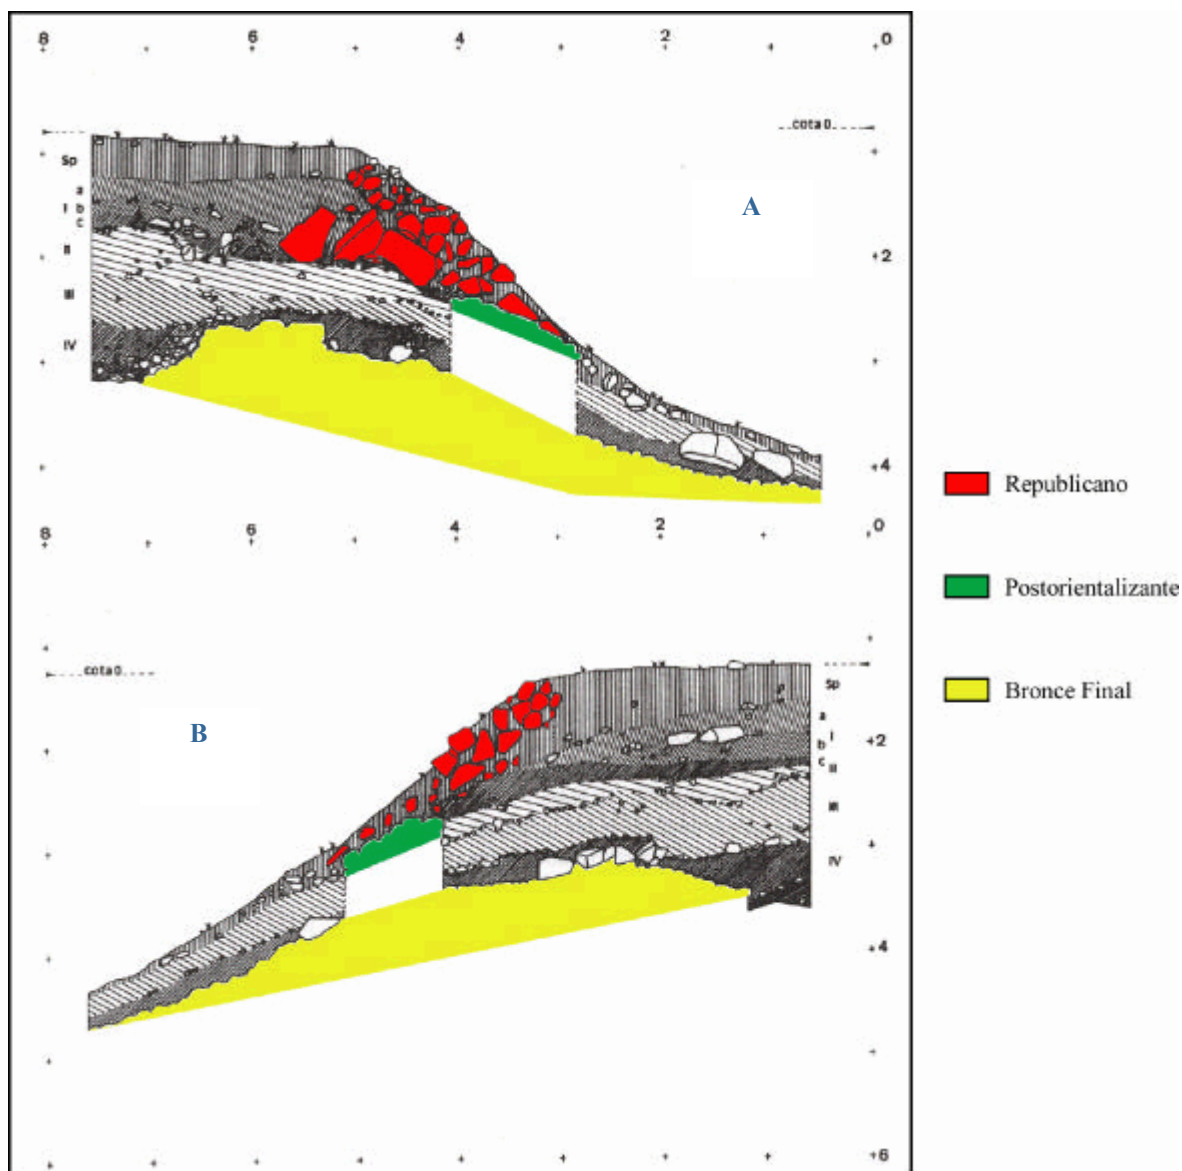 8 6 4 2 0
cota 0
Sp
a
I b
c
II
III
IV
A
+2
+4
8 6 4 2 0
cota 0
Sp
a
I
b
c
II
III
IV
B
+2
+4
+6
Republicano
Postorientalizante
Bronce Final